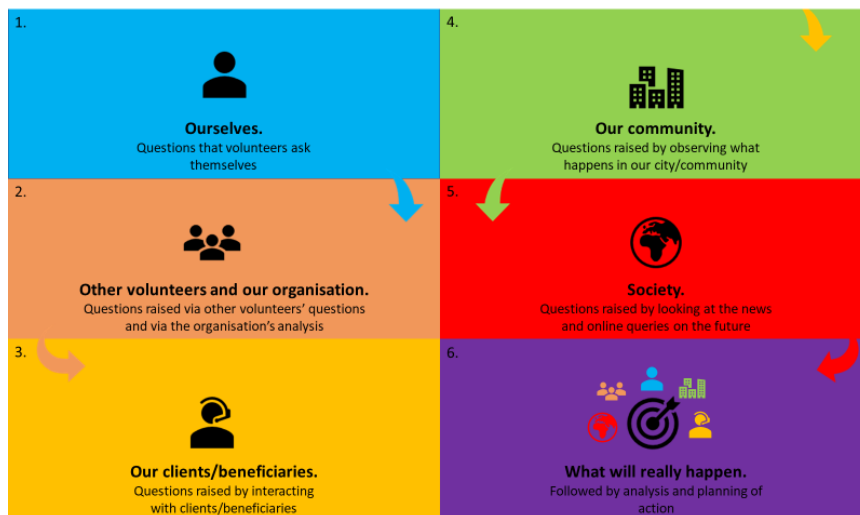 1.
Ourselves.
Questions that volunteers ask
themselves
2.
Other volunteers and our organisation.
Questions raised via other volunteers' questions
and via the organisation's analysis
3.
Our clients/beneficiaries.
Questions raised by interacting
with clients/beneficiaries
4.
Our community.
Questions raised by observing what
happens in our city/community
5.
Society.
Questions raised by looking at the news
and online queries on the future
6.
What will really happen.
Followed by analysis and planning of
action